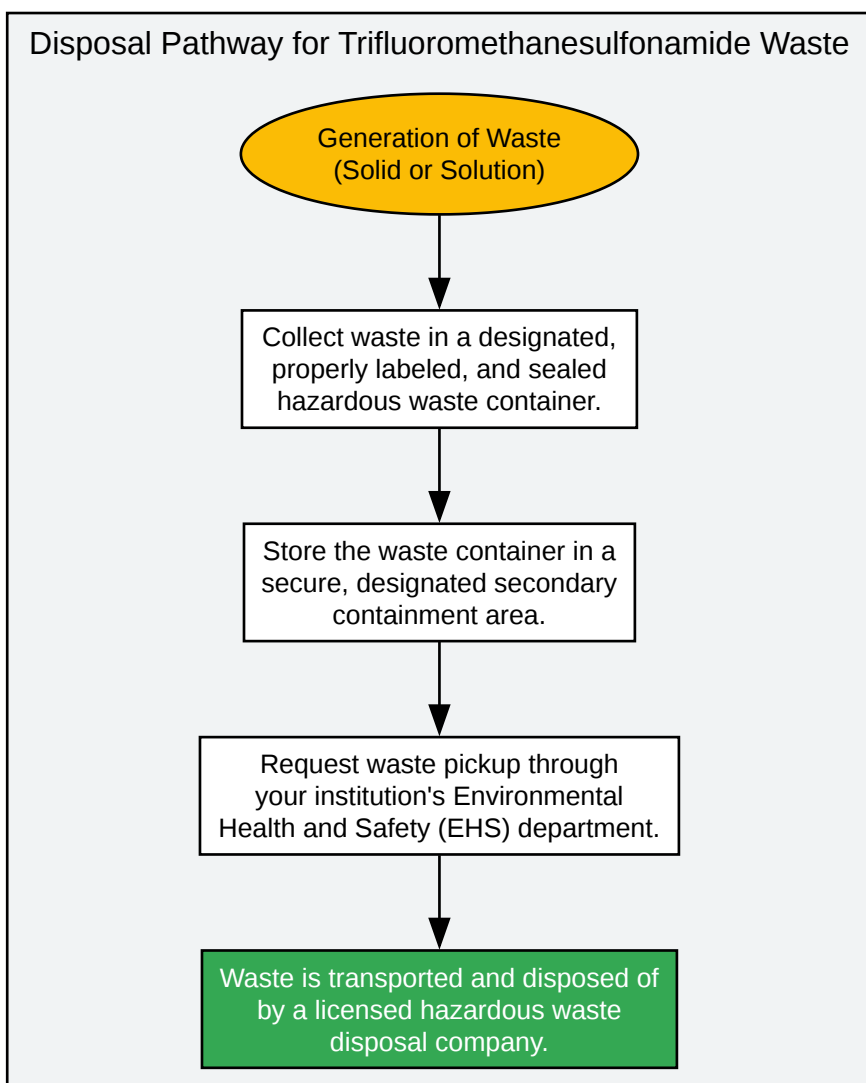 Disposal Pathway for Trifluoromethanesulfonamide Waste
Generation of Waste
(Solid or Solution)
Collect waste in a designated,
properly labeled, and sealed
hazardous waste container.
Store the waste container in a
secure, designated secondary
containment area.
Request waste pickup through
your institution's Environmental
Health and Safety (EHS) department.
Waste is transported and disposed of
by a licensed hazardous waste
disposal company.